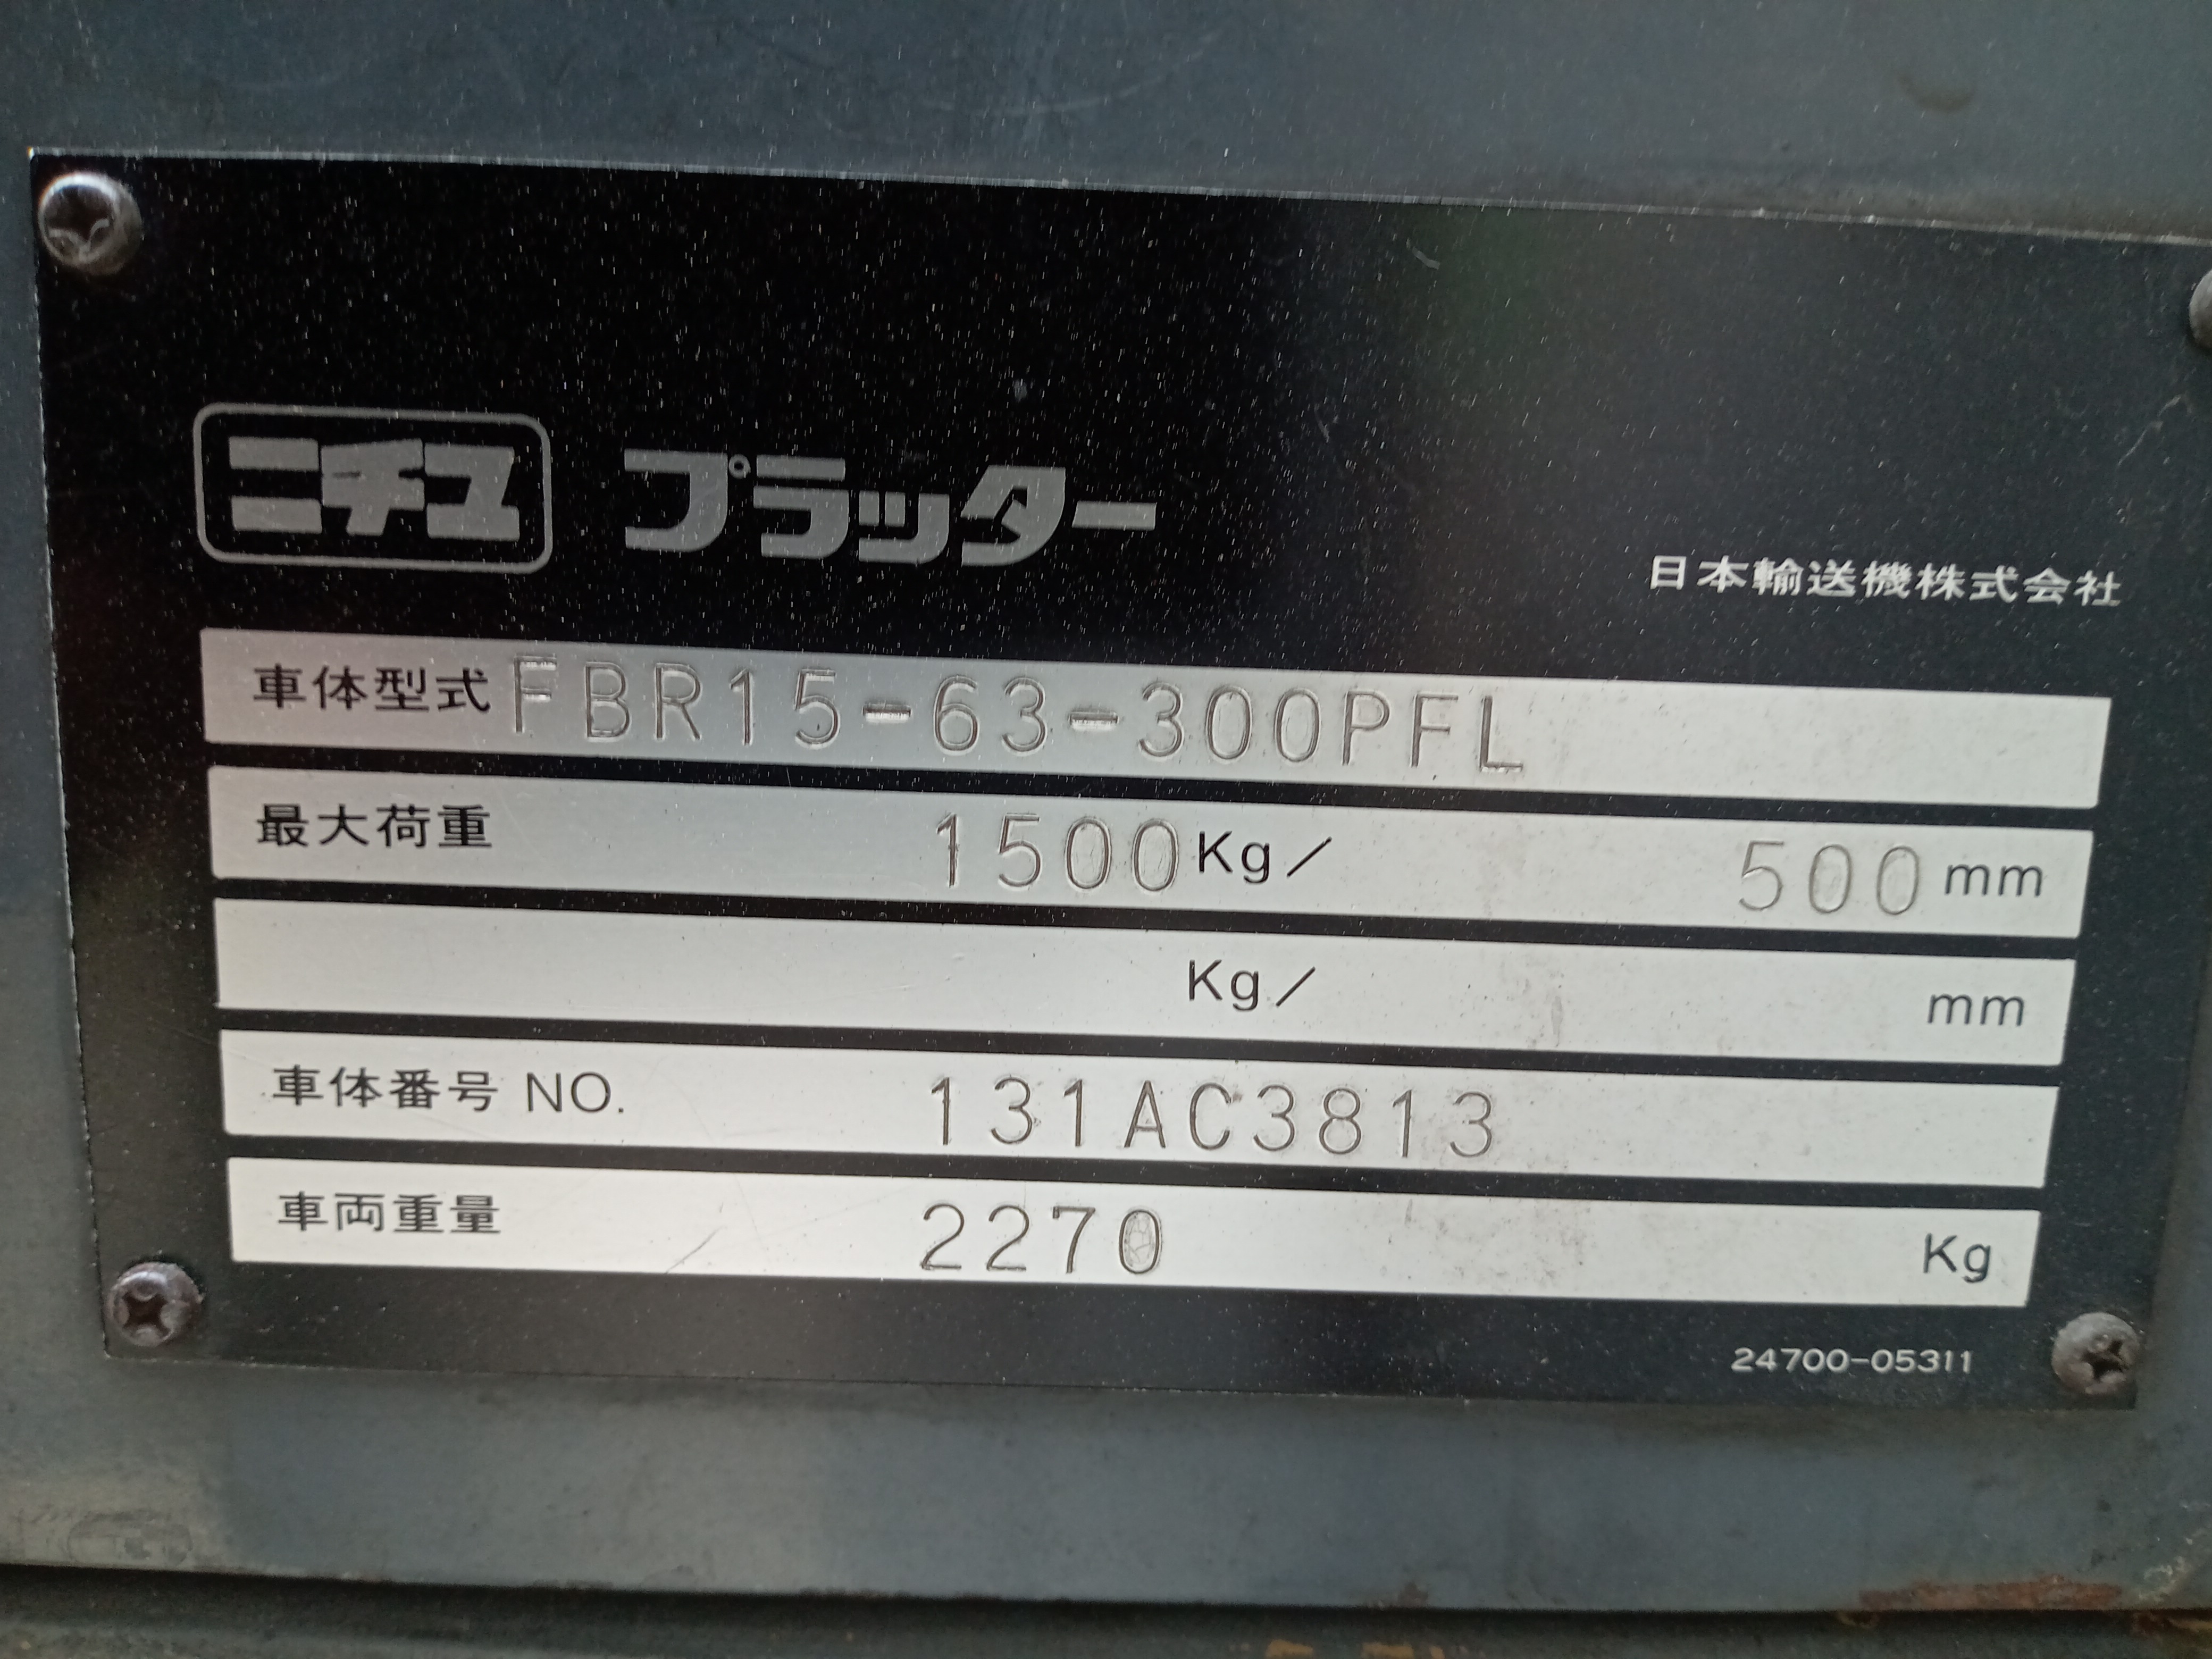 ニチユ プラッター
日本輸送機株式会社
車体型式 FBR15-63-300PFL
最大荷重 1500Kg/ 500mm
Kg/ mm
車体番号 NO. 131AC3813
車両重量 2270 Kg
24700-05311